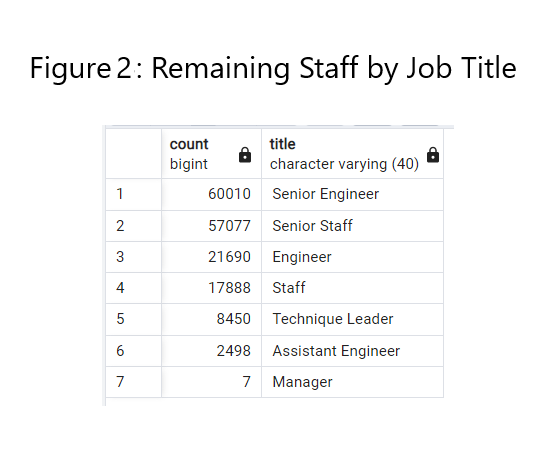 Figure 2: Remaining Staff by Job Title
count title
bigint character varying (40)
1 60010 Senior Engineer
2 57077 Senior Staff
3 21690 Engineer
4 17888 Staff
5 8450 Technique Leader
6 2498 Assistant Engineer
7 7 Manager